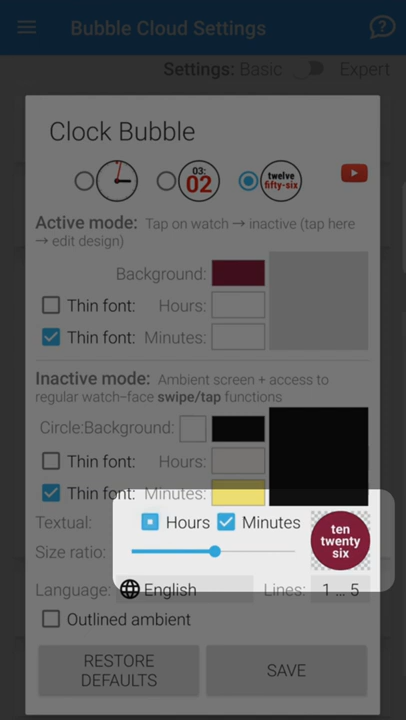 Bubble Cloud Settings
Settings: Basic Expert
Clock Bubble
03:
02
twelve
fifty-six
Active mode: Tap on watch → inactive (tap here
→ edit design)
Background:
Thin font: Hours:
Thin font: Minutes:
Inactive mode: Ambient screen + access to
regular watch-face swipe/tap functions
Circle:Background:
Thin font: Hours:
Thin font: Minutes:
Textual: Hours Minutes
Size ratio:
ten
twenty
six
Language: English Lines: 1 ... 5
Outlined ambient
RESTORE
DEFAULTS
SAVE